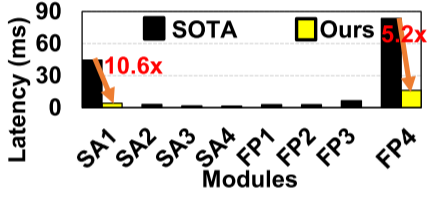 Latency (ms)
90
60
30
0
SOTA
Ours
10.6x
5.2x
SA1
SA2
SA3
SA4
FP1
FP2
FP3
FP4
Modules